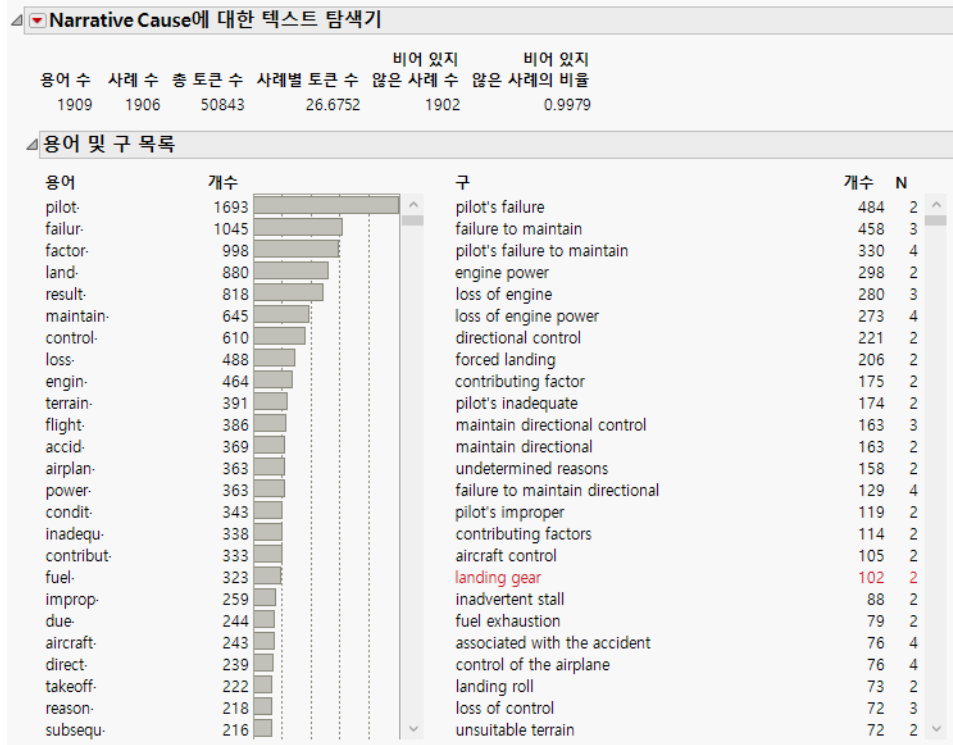 Narrative Cause에 대한 텍스트 탐색기
비어 있지 비어 있지
용어 수 사례 수 총 토큰 수 사례별 토큰 수 않은 사례 수 않은 사례의 비율
1909 1906 50843 26.6752 1902 0.9979
용어 및 구 목록
용어 개수 구 개수 N
pilot· 1693 pilot's failure 484 2
failur· 1045 failure to maintain 458 3
factor· 998 pilot's failure to maintain 330 4
land· 880 engine power 298 2
result· 818 loss of engine 280 3
maintain· 645 loss of engine power 273 4
control· 610 directional control 221 2
loss· 488 forced landing 206 2
engin· 464 contributing factor 175 2
terrain· 391 pilot's inadequate 174 2
flight· 386 maintain directional control 163 3
accid· 369 maintain directional 163 2
airplan· 363 undetermined reasons 158 2
power· 363 failure to maintain directional 129 4
condit· 343 pilot's improper 119 2
inadequ· 338 contributing factors 114 2
contribut· 333 aircraft control 105 2
fuel· 323 landing gear 102 2
improp· 259 inadvertent stall 88 2
due· 244 fuel exhaustion 79 2
aircraft· 243 associated with the accident 76 4
direct· 239 control of the airplane 76 4
takeoff· 222 landing roll 73 2
reason· 218 loss of control 72 3
subsequ· 216 unsuitable terrain 72 2